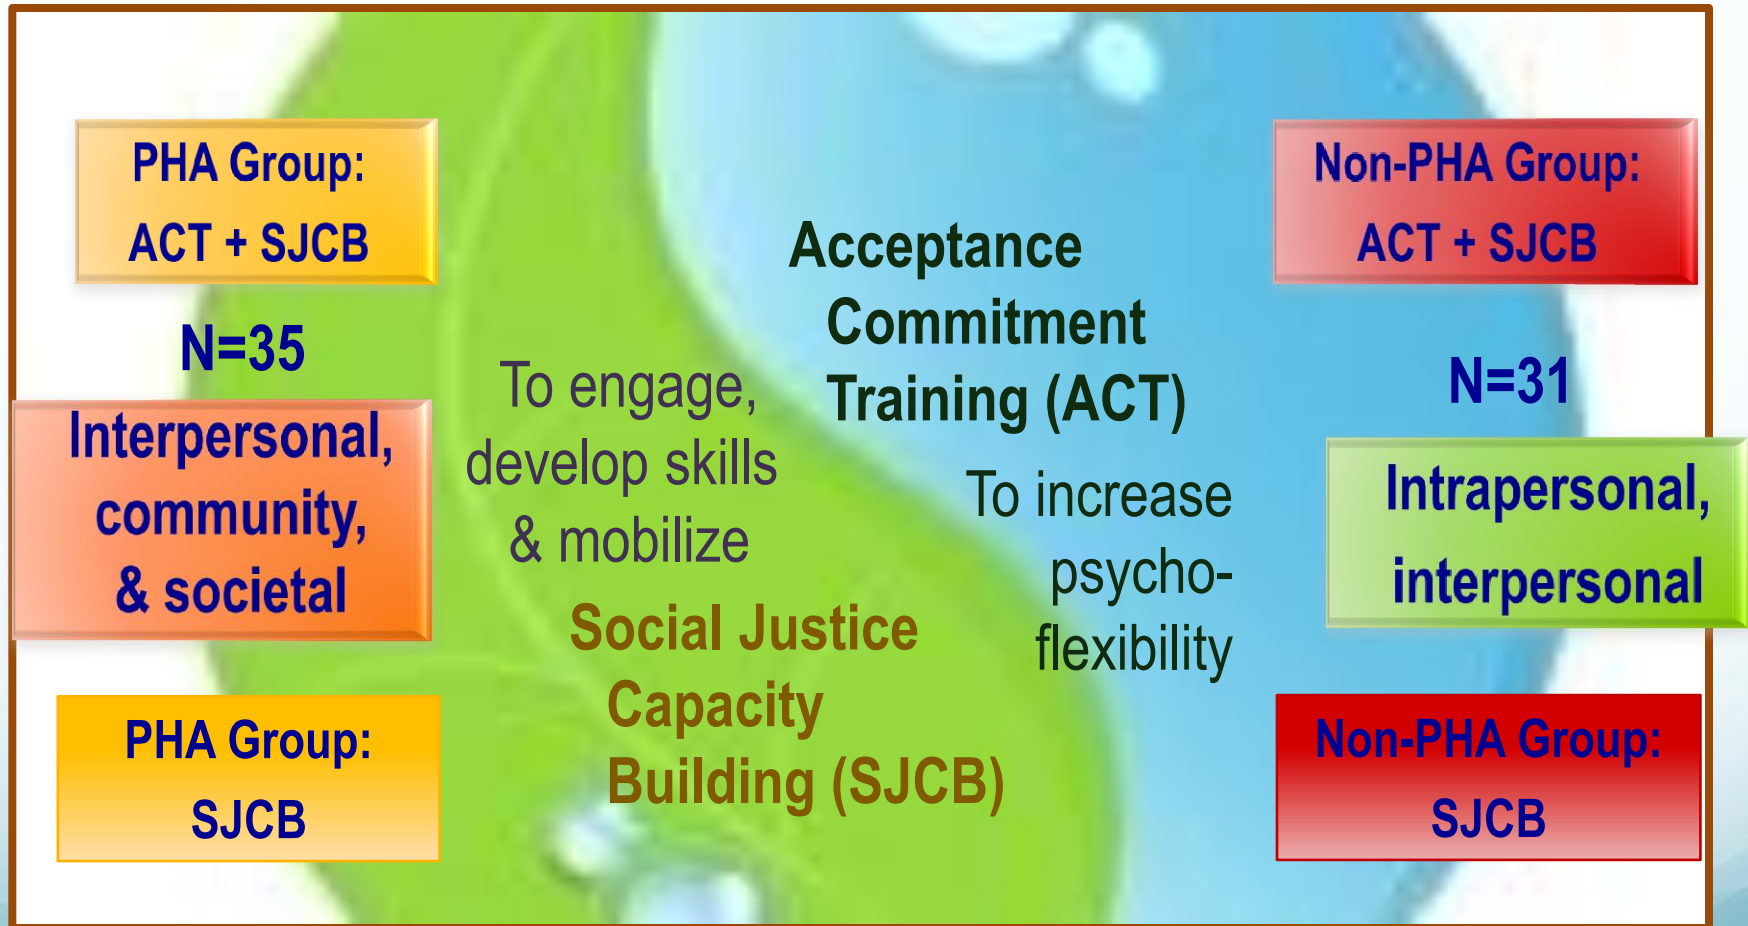 PHA Group:
ACT + SJCB
N=35
Interpersonal,
community,
& societal
PHA Group:
SJCB
To engage,
develop skills
& mobilize
Social Justice
Capacity
Building (SJCB)
Acceptance
Commitment
Training (ACT)
To increase
psycho-
flexibility
Non-PHA Group:
ACT + SJCB
N=31
Intrapersonal,
interpersonal
Non-PHA Group:
SJCB